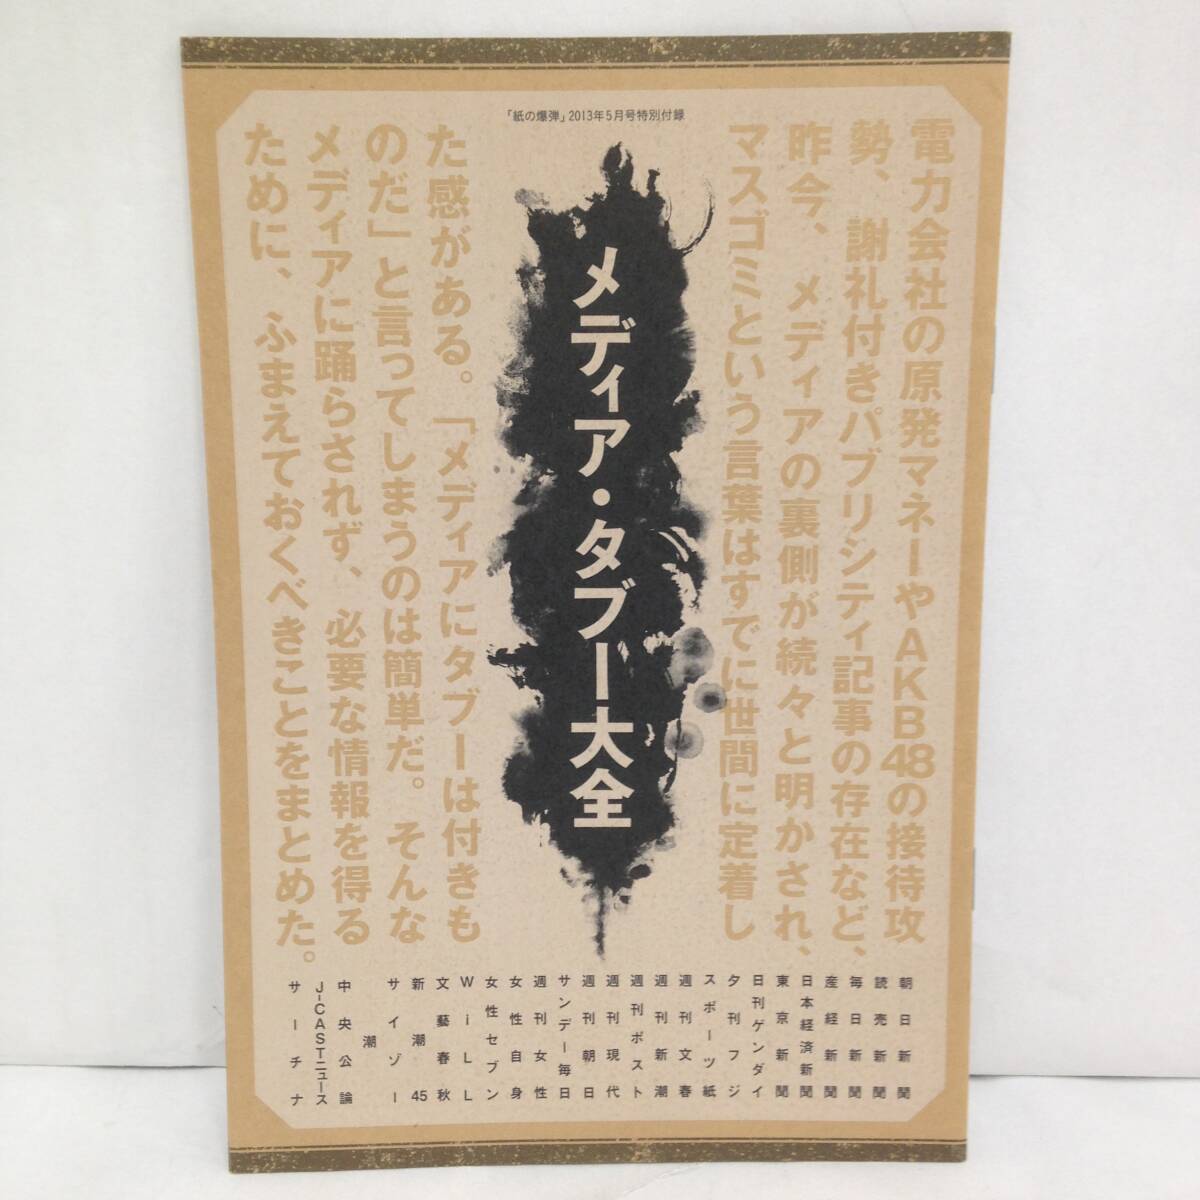 「紙の爆弾」2013年5月号特別付録
メディア・タブー大全
電力会社の原発マネーやAKB48の接待攻
勢、謝礼付きパブリシティ記事の存在など、
昨今、メディアの裏側が続々と明かされ、
マスゴミという言葉はすでに世間に定着し
た感がある。「メディアにタブーは付きも
のだ」と言ってしまうのは簡単だ。そんな
メディアに踊らされず、必要な情報を得る
ために、ふまえておくべきことをまとめた。
朝日新聞
読売新聞
毎日新聞
産経新聞
日本経済新聞
東京新聞
日刊ゲンダイ
夕刊フジ
スポーツ紙
週刊文春
週刊新潮
週刊ポスト
週刊現代
週刊朝日
サンデー毎日
週刊女性
女性自身
女性セブン
WiLL
文藝春秋
新潮45
サイゾー
潮
中央公論
J-CASTニュース
サーチナ